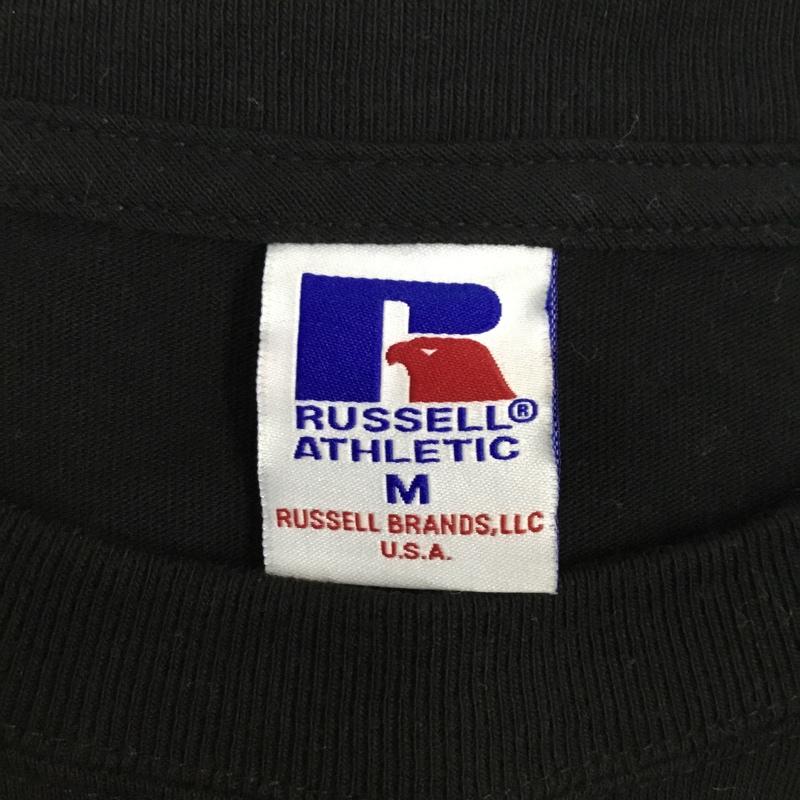 RUSSELL®
ATHLETIC
M
RUSSELL BRANDS,LLC
U.S.A.